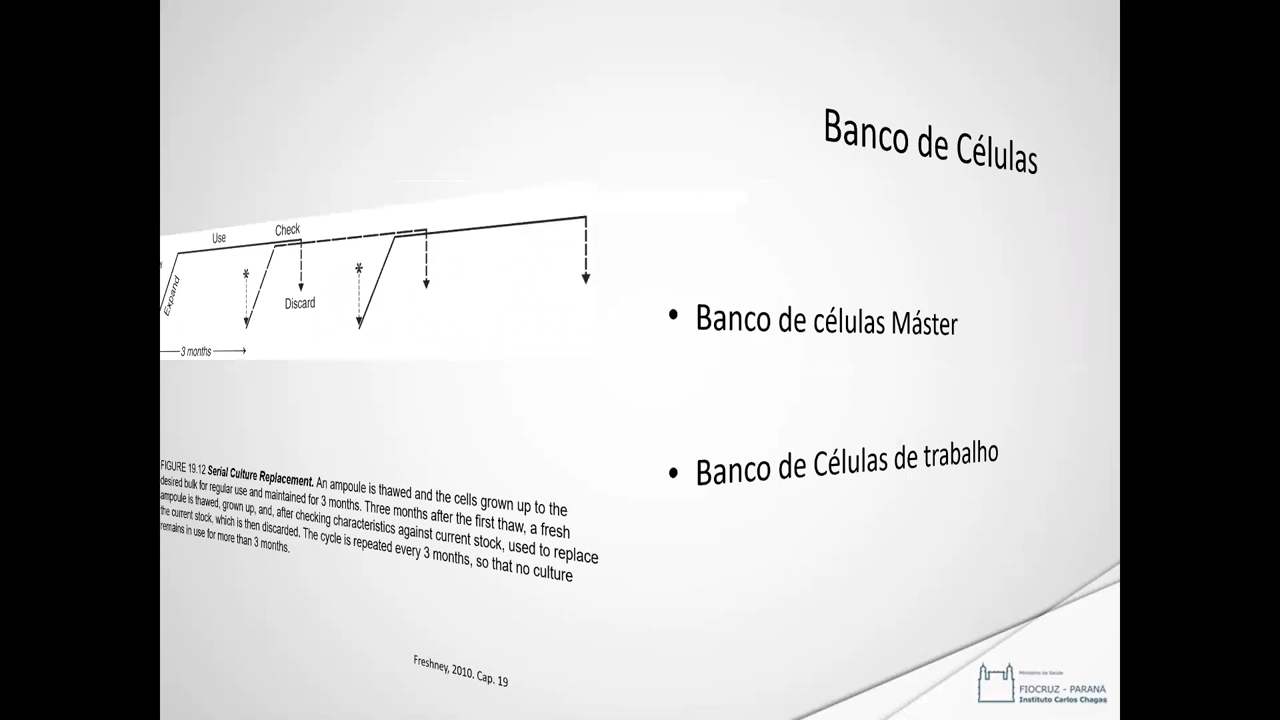 Banco de Células
Use
Check
Expand
*
*
Discard
3 months
• Banco de células Máster
• Banco de Células de trabalho
FIGURE 19.12 Serial Culture Replacement. An ampoule is thawed and the cells grown up to the
desired bulk for regular use and maintained for 3 months. Three months after the first thaw, a fresh
ampoule is thawed, grown up, and, after checking characteristics against current stock, used to replace
the current stock, which is then discarded. The cycle is repeated every 3 months, so that no culture
remains in use for more than 3 months.
Freshney, 2010. Cap. 19
Ministério da Saúde
FIOCRUZ - PARANÁ
Instituto Carlos Chagas